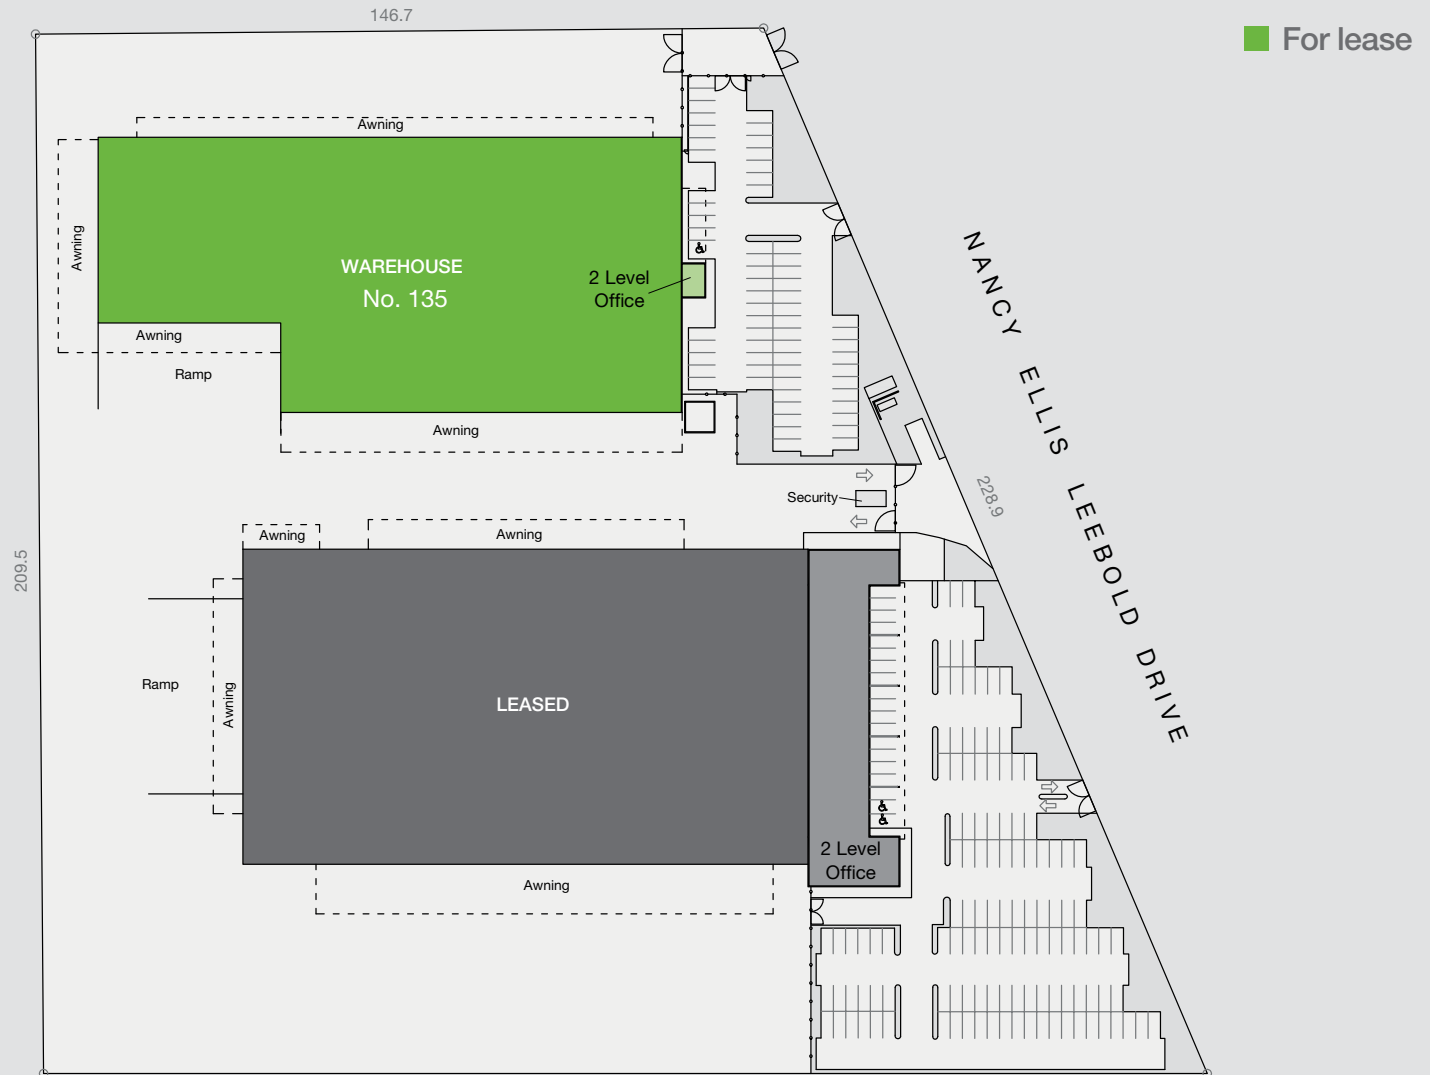 146.7
For lease
Awning
Awning
WAREHOUSE
No. 135
2 Level
Office
Awning
Ramp
Awning
NANCY ELLIS LEEBOLD DRIVE
228.9
Security
209.5
Awning
Awning
Ramp
Awning
LEASED
2 Level
Office
Awning